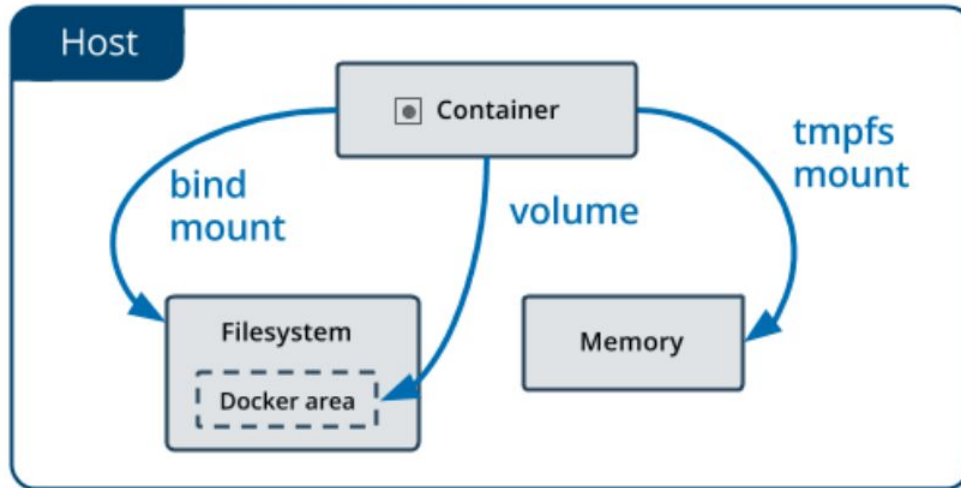 Host
Container
bind
mount
volume
tmpfs
mount
Filesystem
Docker area
Memory